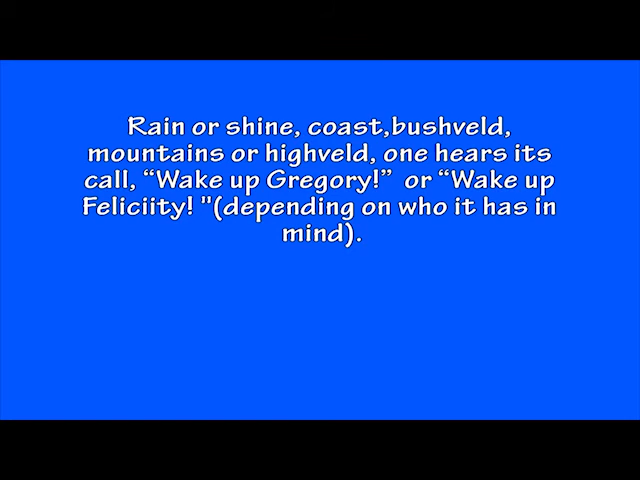 Rain or shine, coast,bushveld,
mountains or highveld, one hears its
call, “Wake up Gregory!”  or “Wake up
Feliciity! "(depending on who it has in
mind).